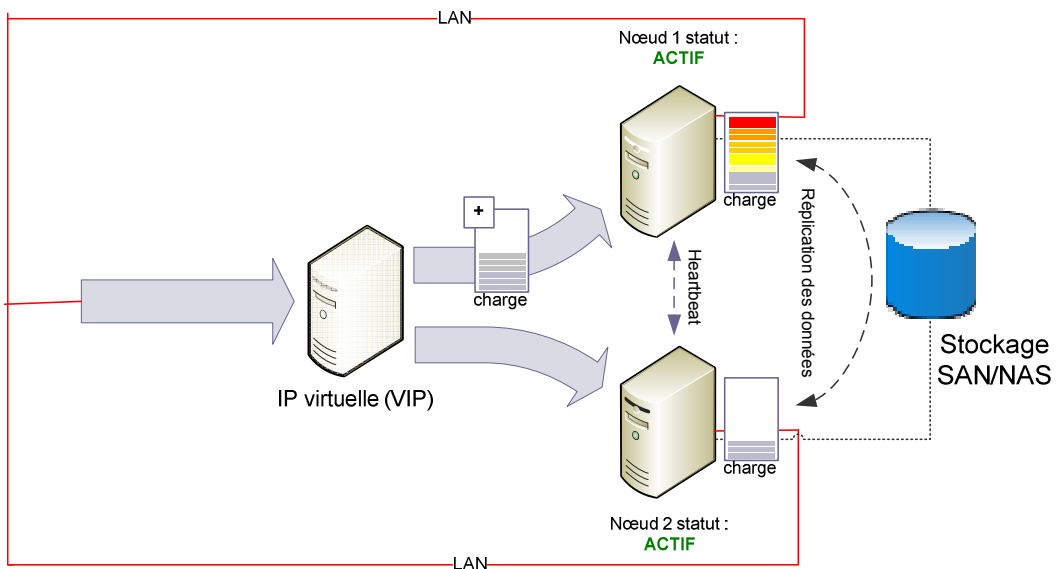 LAN
Nœud 1 statut :
ACTIF
charge
+
charge
Heartbeat
Réplication des données
IP virtuelle (VIP)
Stockage
SAN/NAS
charge
Nœud 2 statut :
ACTIF
LAN